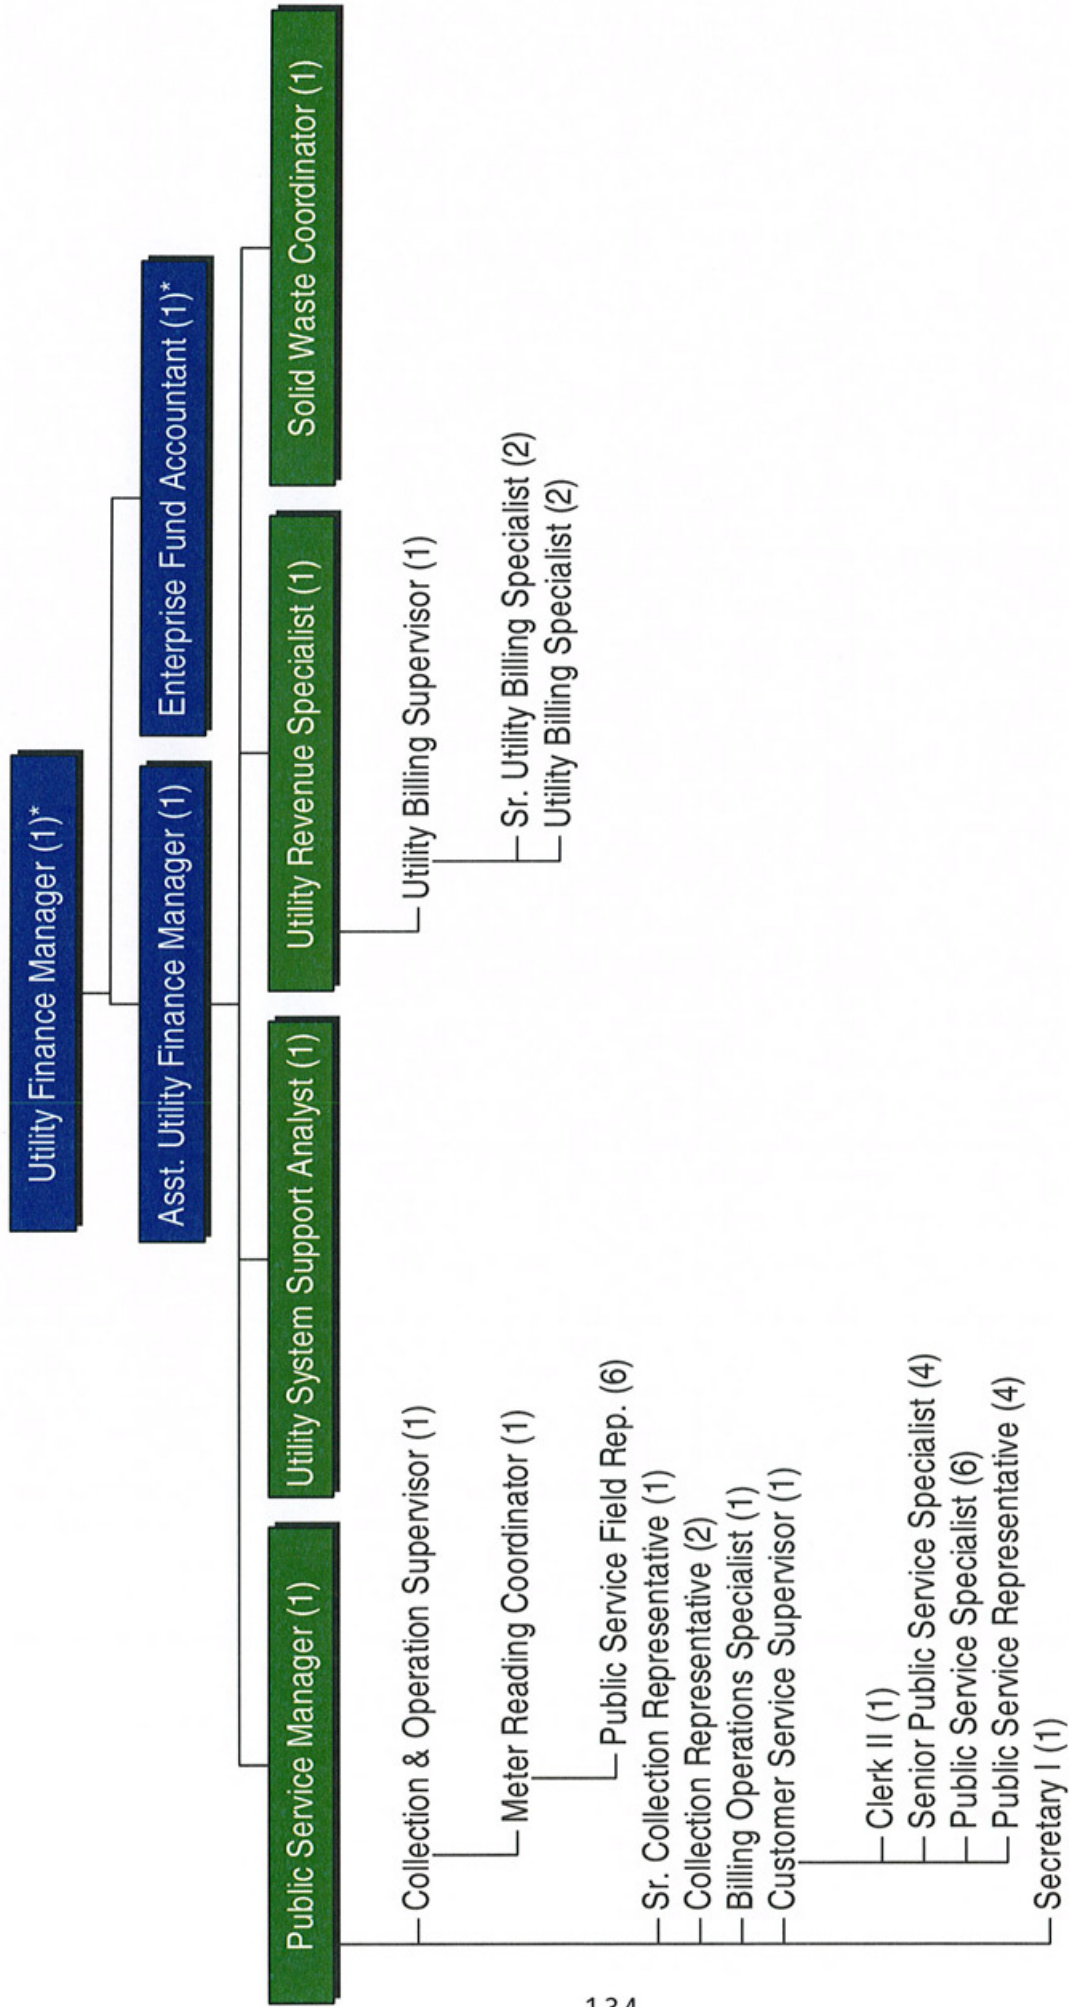 Utility Finance Manager (1)*
Asst. Utility Finance Manager (1)
Enterprise Fund Accountant (1)*
Public Service Manager (1)
Utility System Support Analyst (1)
Utility Revenue Specialist (1)
Solid Waste Coordinator (1)
Collection & Operation Supervisor (1)
Meter Reading Coordinator (1)
Public Service Field Rep. (6)
Sr. Collection Representative (1)
Collection Representative (2)
Billing Operations Specialist (1)
Customer Service Supervisor (1)
Clerk II (1)
Senior Public Service Specialist (4)
Public Service Specialist (6)
Public Service Representative (4)
Secretary I (1)
Utility Billing Supervisor (1)
Sr. Utility Billing Specialist (2)
Utility Billing Specialist (2)
134